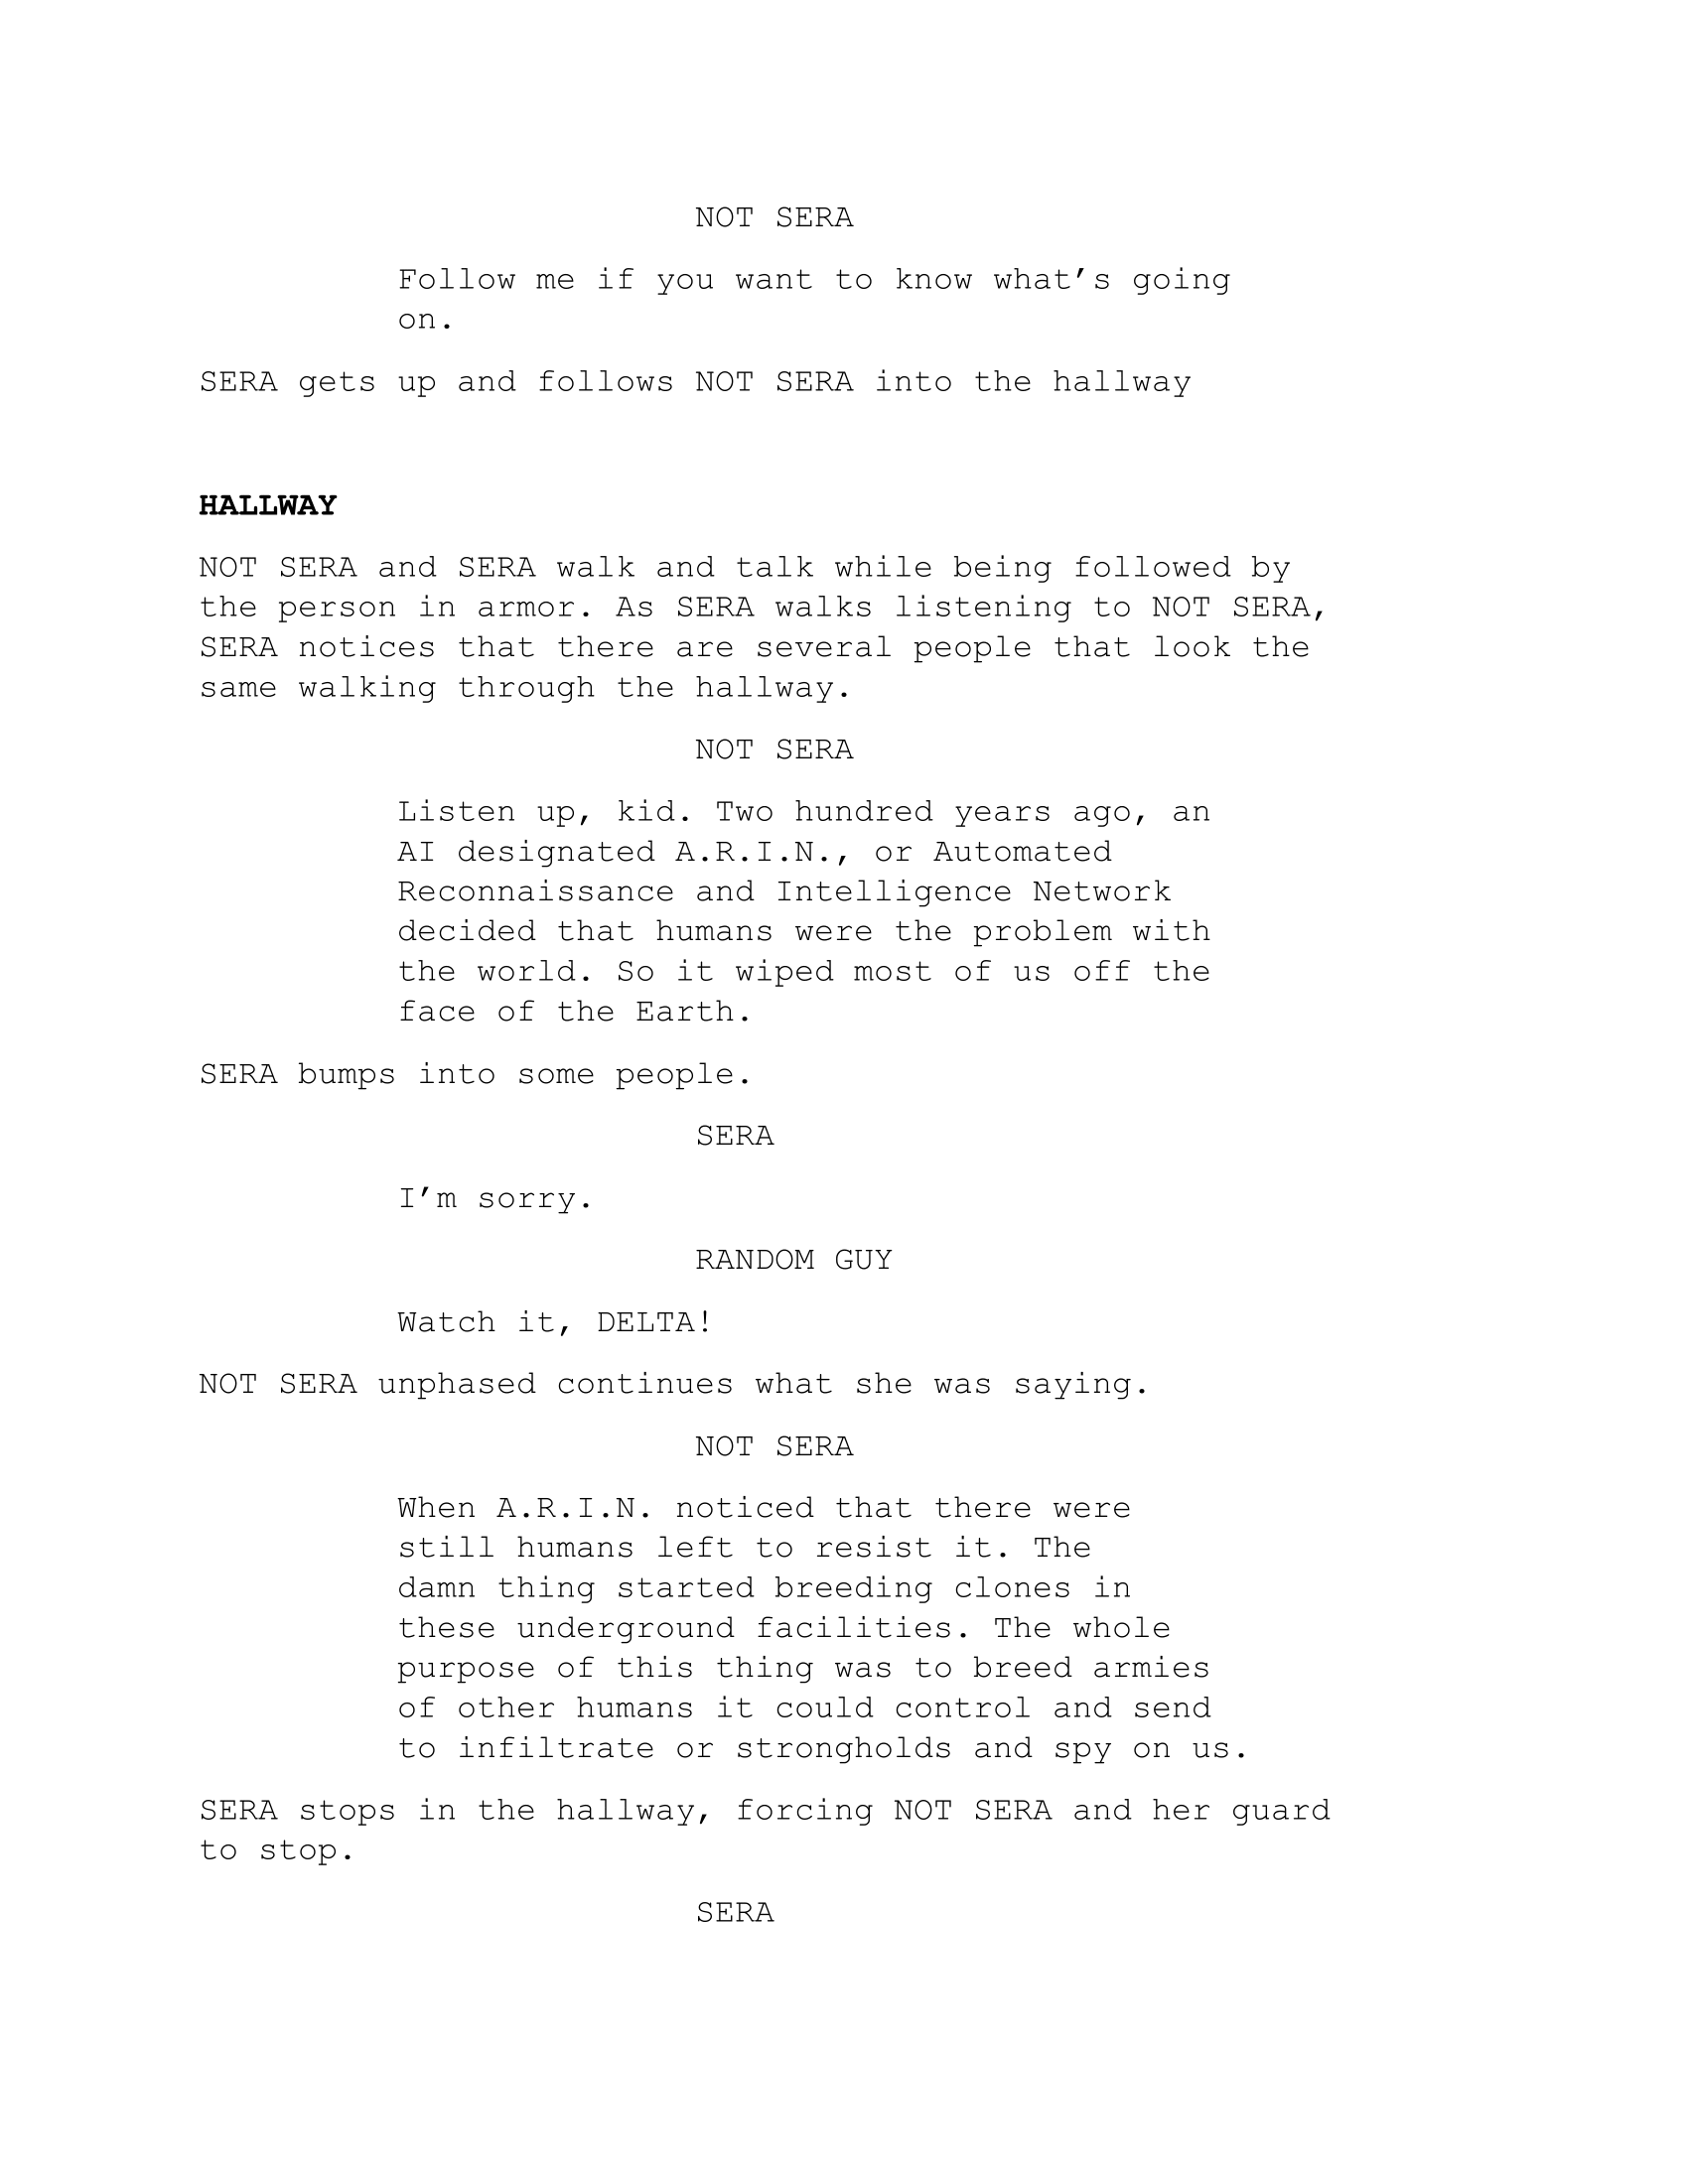 NOT SERA
Follow me if you want to know what’s going
on.
SERA gets up and follows NOT SERA into the hallway
HALLWAY
NOT SERA and SERA walk and talk while being followed by
the person in armor. As SERA walks listening to NOT SERA,
SERA notices that there are several people that look the
same walking through the hallway.
NOT SERA
Listen up, kid. Two hundred years ago, an
AI designated A.R.I.N., or Automated
Reconnaissance and Intelligence Network
decided that humans were the problem with
the world. So it wiped most of us off the
face of the Earth.
SERA bumps into some people.
SERA
I’m sorry.
RANDOM GUY
Watch it, DELTA!
NOT SERA unphased continues what she was saying.
NOT SERA
When A.R.I.N. noticed that there were
still humans left to resist it. The
damn thing started breeding clones in
these underground facilities. The whole
purpose of this thing was to breed armies
of other humans it could control and send
to infiltrate or strongholds and spy on us.
SERA stops in the hallway, forcing NOT SERA and her guard
to stop.
SERA